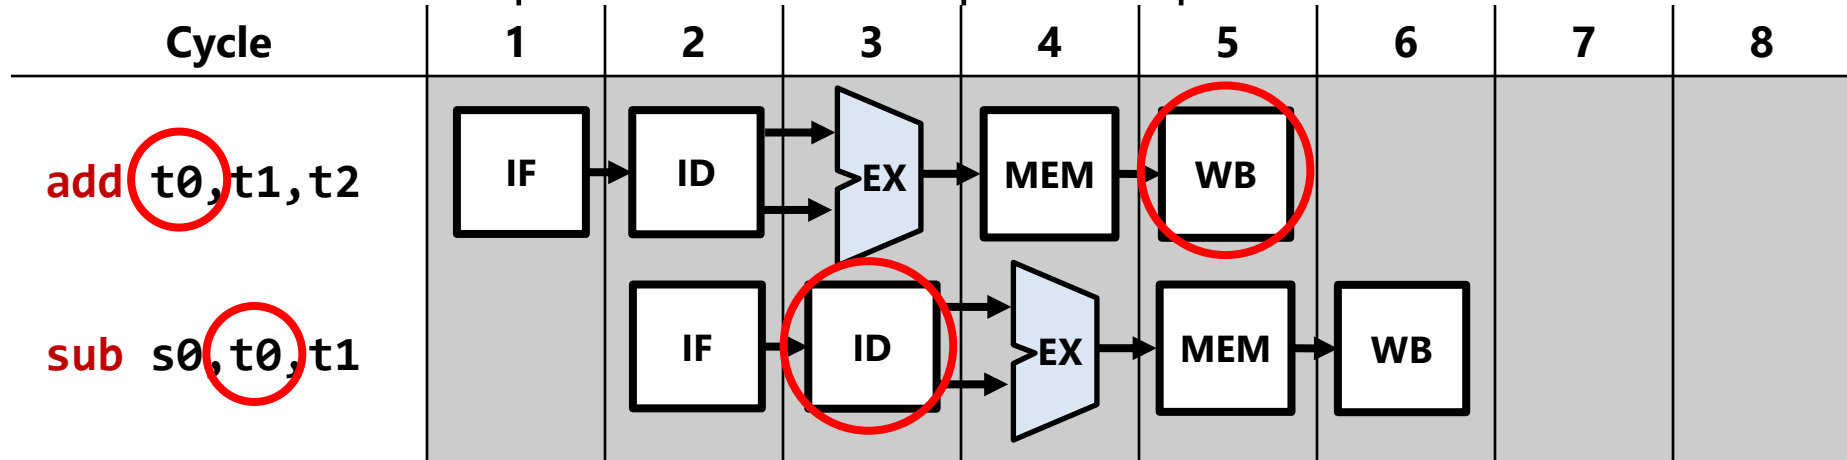 Cycle 1 2 3 4 5 6 7 8
add t0,t1,t2 IF ID EX MEM WB
sub s0,t0,t1 IF ID EX MEM WB